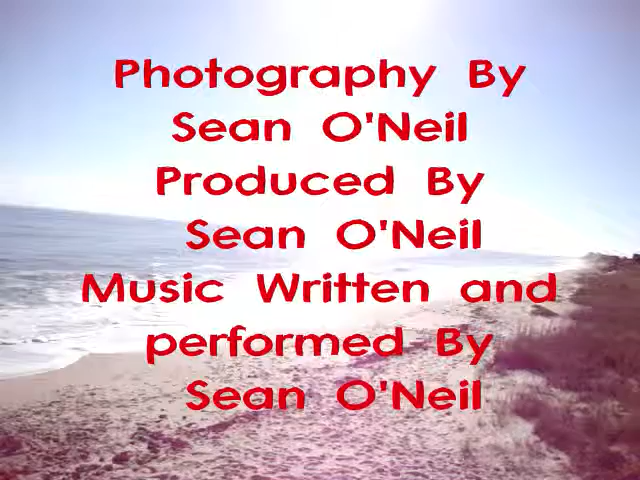 Photography By
Sean O'Neil
Produced By
Sean O'Neil
Music Written and
performed By
Sean O'Neil